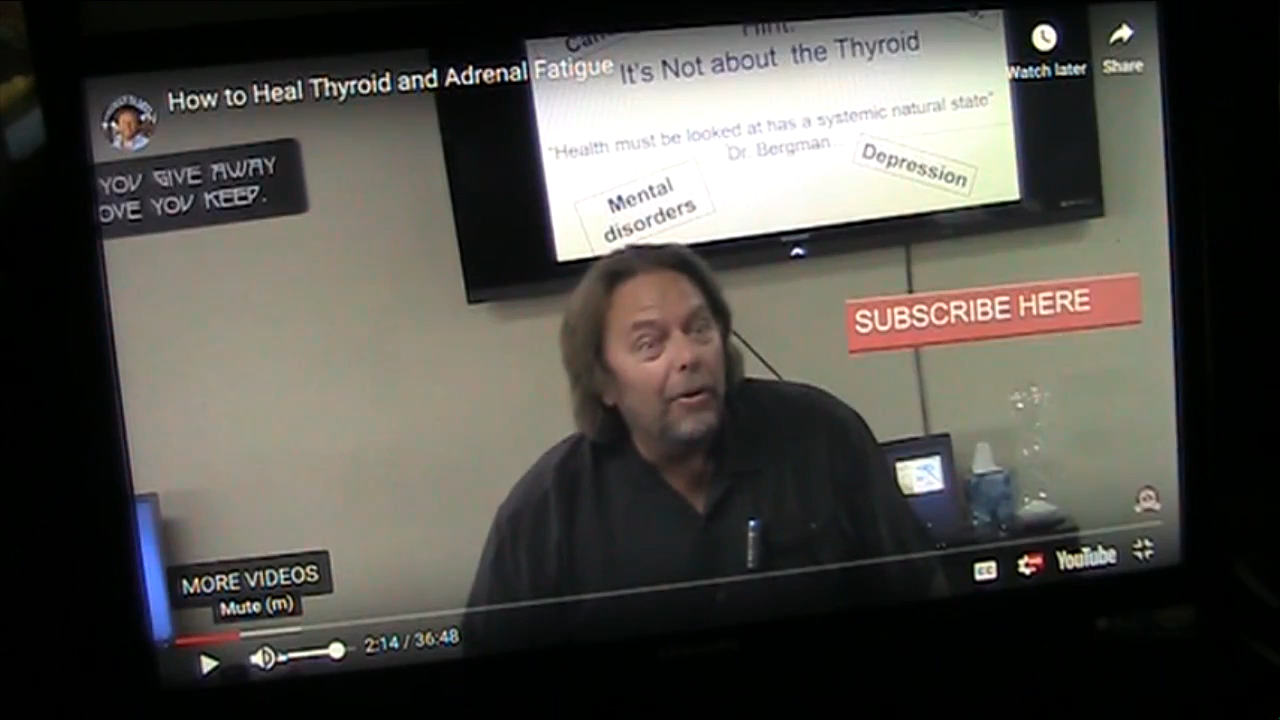 How to Heal Thyroid and Adrenal Fatigue
Hint:
It's Not about the Thyroid
"Health must be looked at has a systemic natural state"
Dr. Bergman...
Mental
disorders
Depression
Watch later
Share
YOU GIVE AWAY
OVE YOU KEEP.
SUBSCRIBE HERE
MORE VIDEOS
Mute (m)
2:14 / 36:48
CC
YouTube